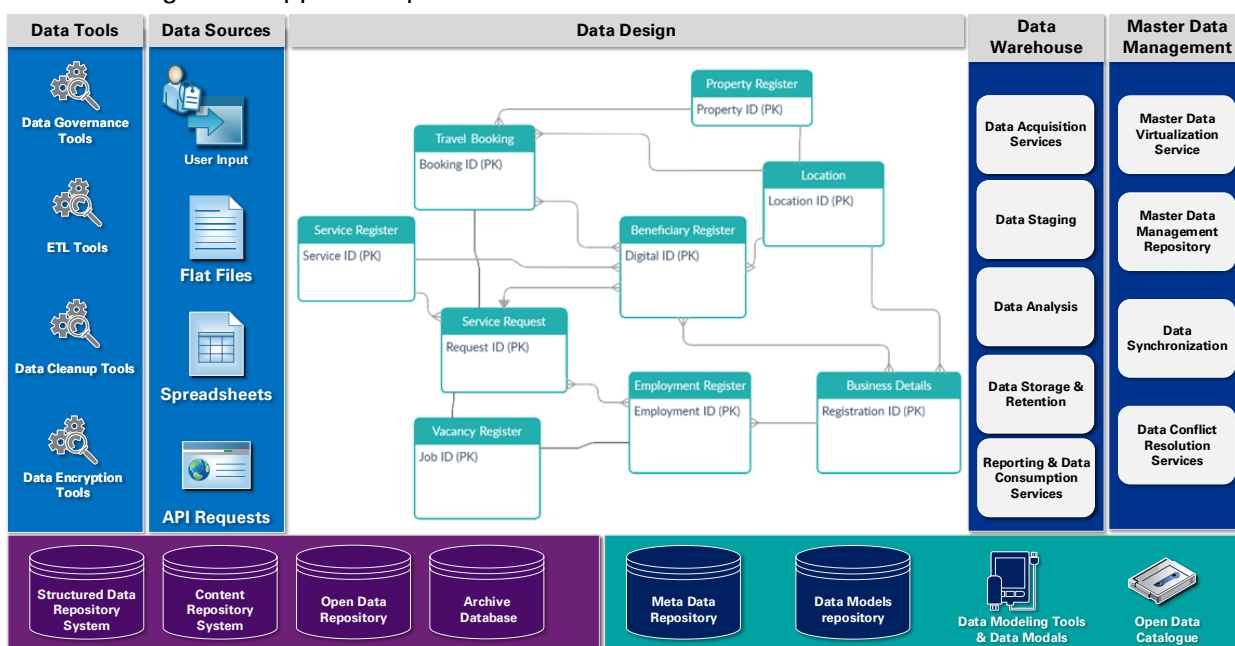 Data Tools
Data Governance
Tools
ETL Tools
Data Cleanup Tools
Data Encryption
Tools
Data Sources
User Input
Flat Files
Spreadsheets
API Requests
Data Design
Property Register
Property ID (PK)
Travel Booking
Booking ID (PK)
Location
Location ID (PK)
Service Register
Service ID (PK)
Beneficiary Register
Digital ID (PK)
Service Request
Request ID (PK)
Employment Register
Employment ID (PK)
Business Details
Registration ID (PK)
Vacancy Register
Job ID (PK)
Data
Warehouse
Data Acquisition
Services
Data Staging
Data Analysis
Data Storage &
Retention
Reporting & Data
Consumption
Services
Master Data
Management
Master Data
Virtualization
Service
Master Data
Management
Repository
Data
Synchronization
Data Conflict
Resolution
Services
Structured Data
Repository
System
Content
Repository
System
Open Data
Repository
Archive
Database
Meta Data
Repository
Data Models
repository
Data Modeling Tools
& Data Modals
Open Data
Catalogue